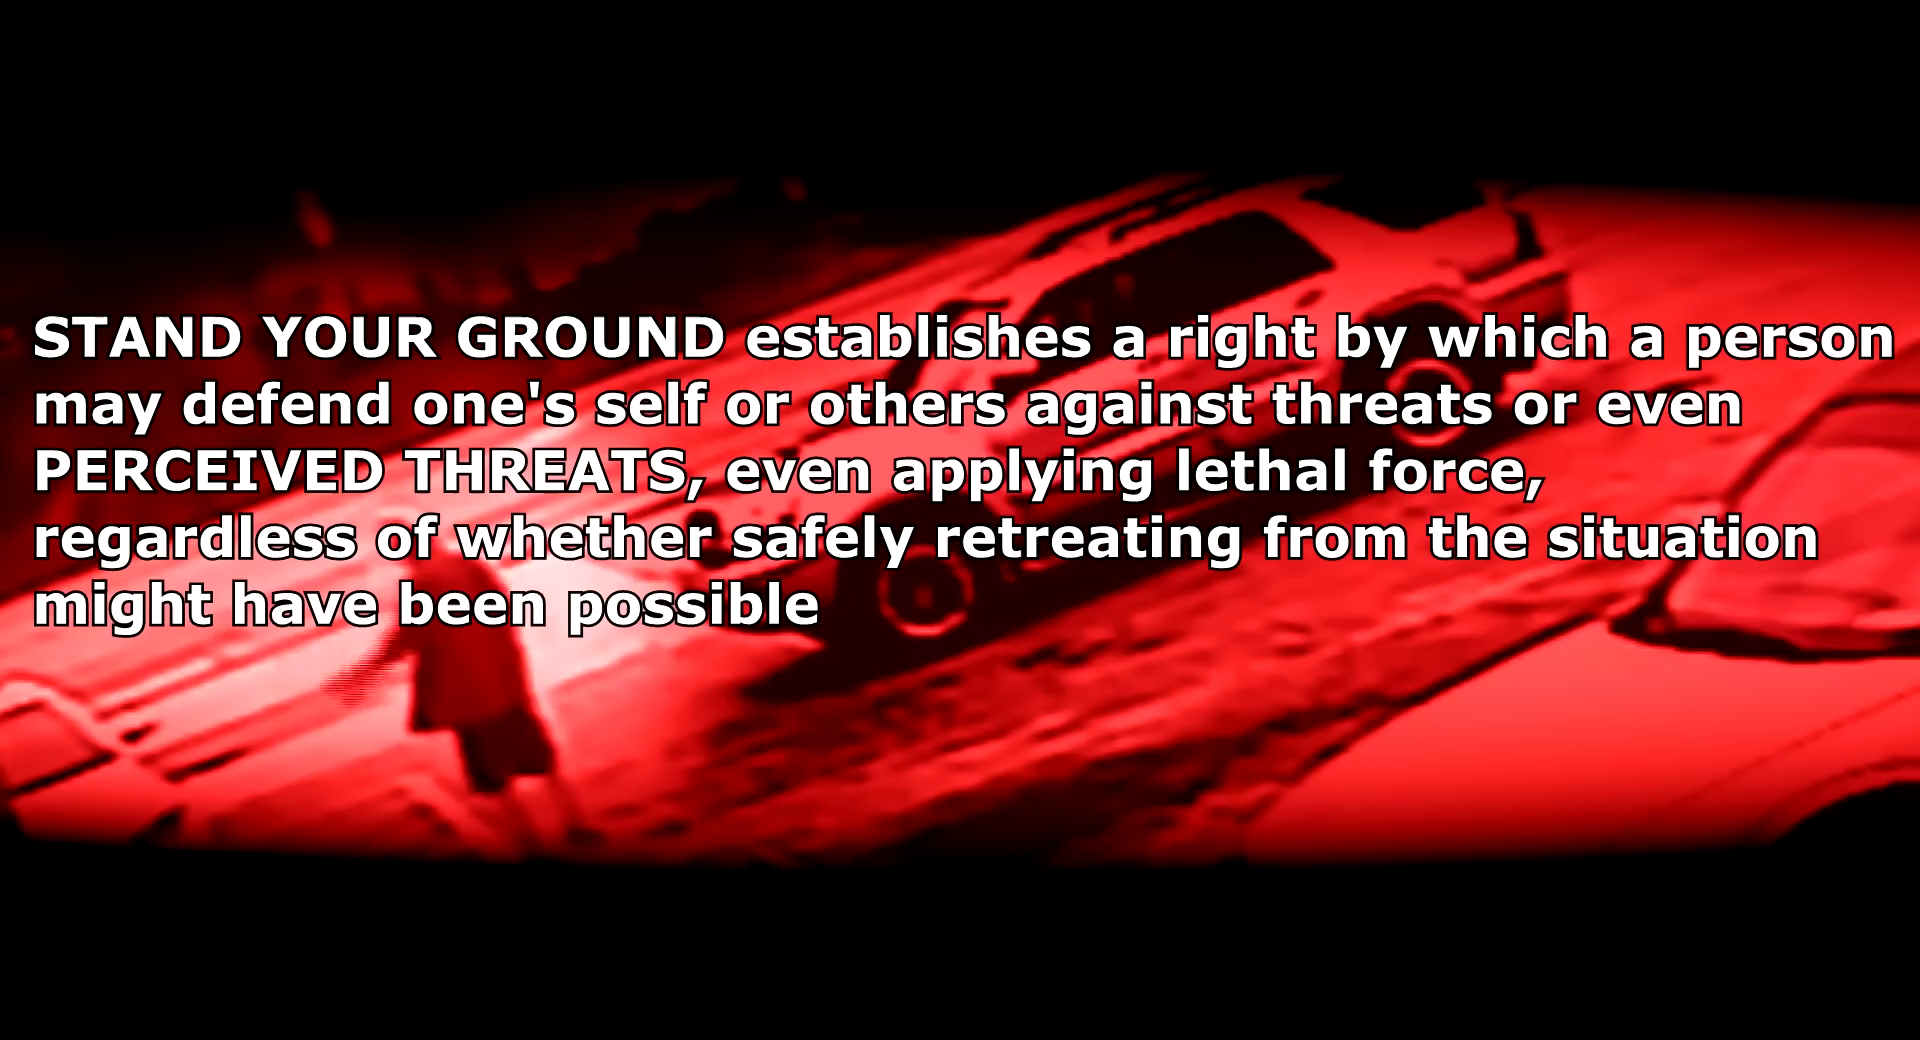 STAND YOUR GROUND establishes a right by which a person
may defend one's self or others against threats or even
PERCEIVED THREATS, even applying lethal force,
regardless of whether safely retreating from the situation
might have been possible